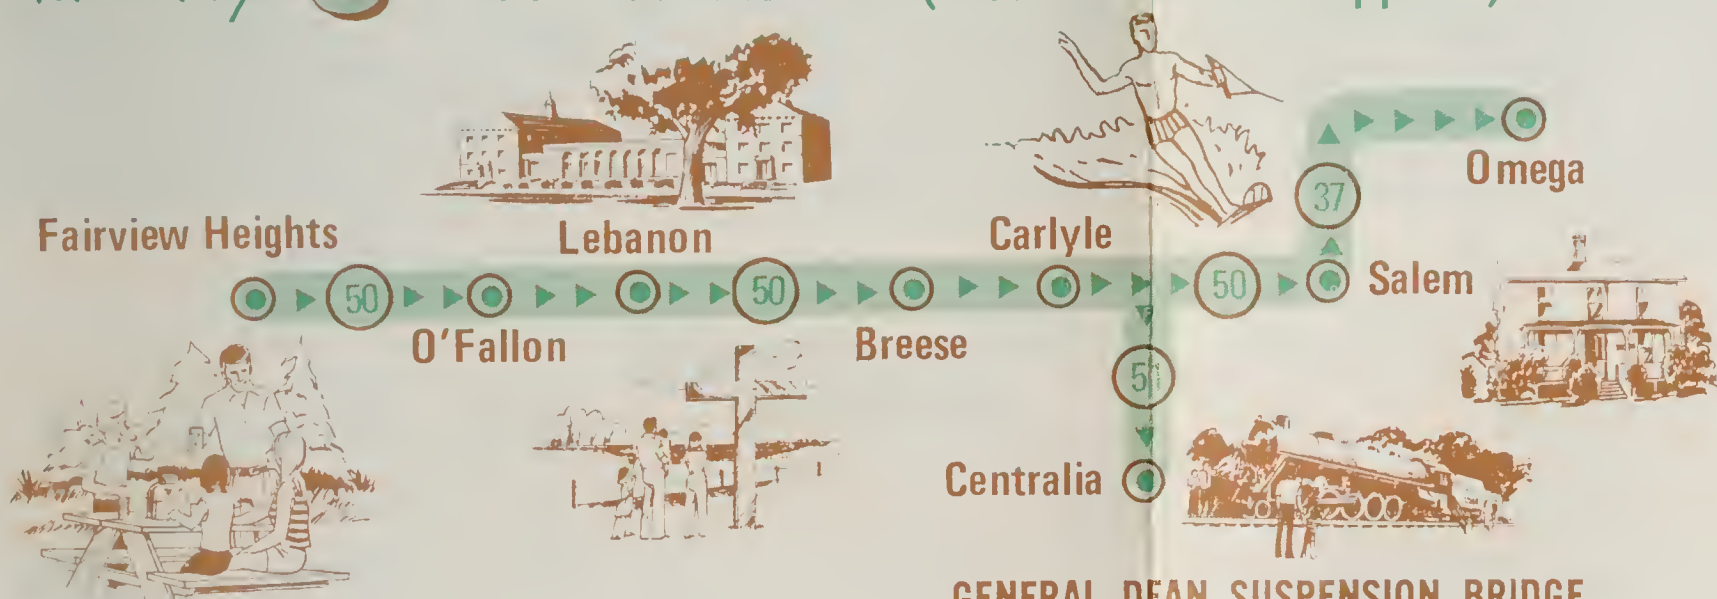 Omega
37
Fairview Heights
Lebanon
Carlyle
50
50
50
Salem
O'Fallon
Breese
Centralia
GENERAL DEAN SUSPENSION BRIDGE